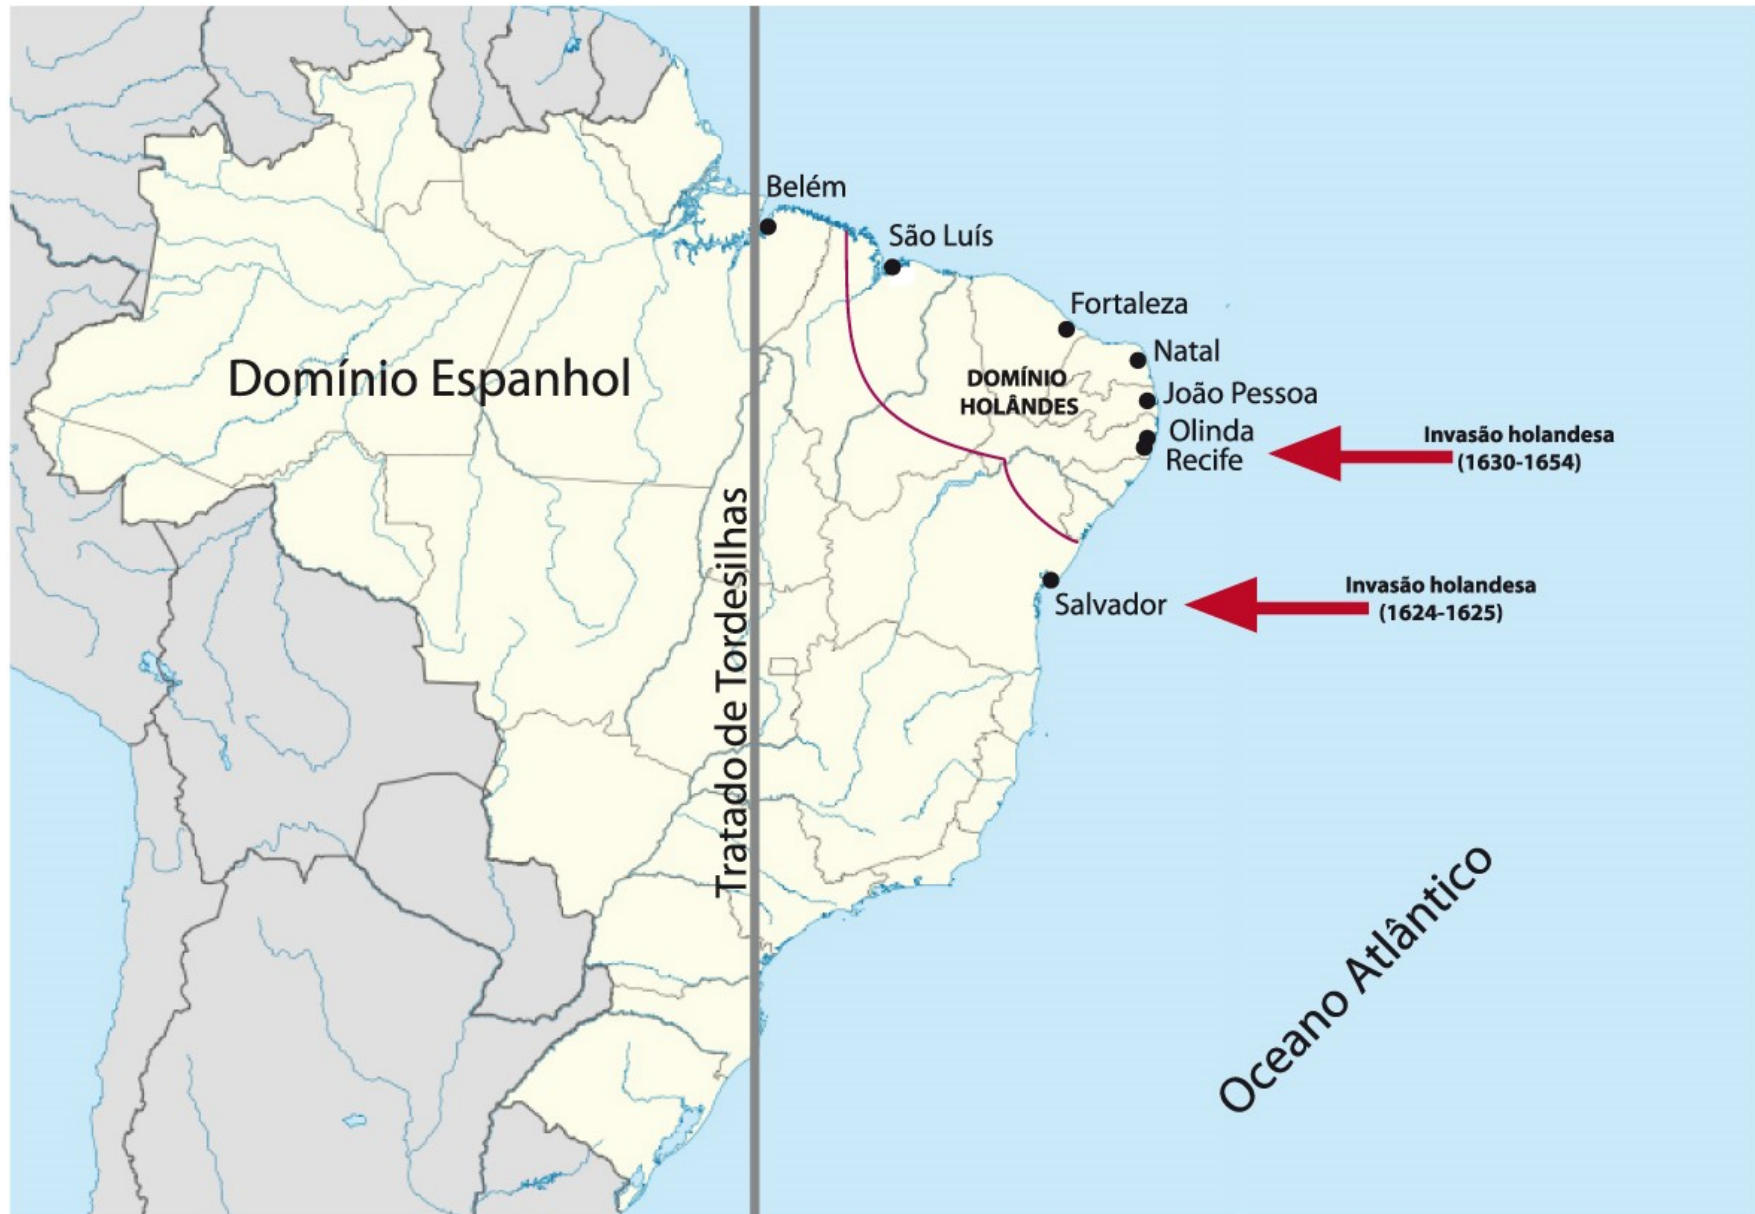 Belém
São Luís
Fortaleza
Natal
João Pessoa
Olinda
Recife
Salvador
Domínio Espanhol
DOMÍNIO
HOLÂNDES
Invasão holandesa
(1630-1654)
Invasão holandesa
(1624-1625)
Tratado de Tordesilhas
Oceano Atlântico